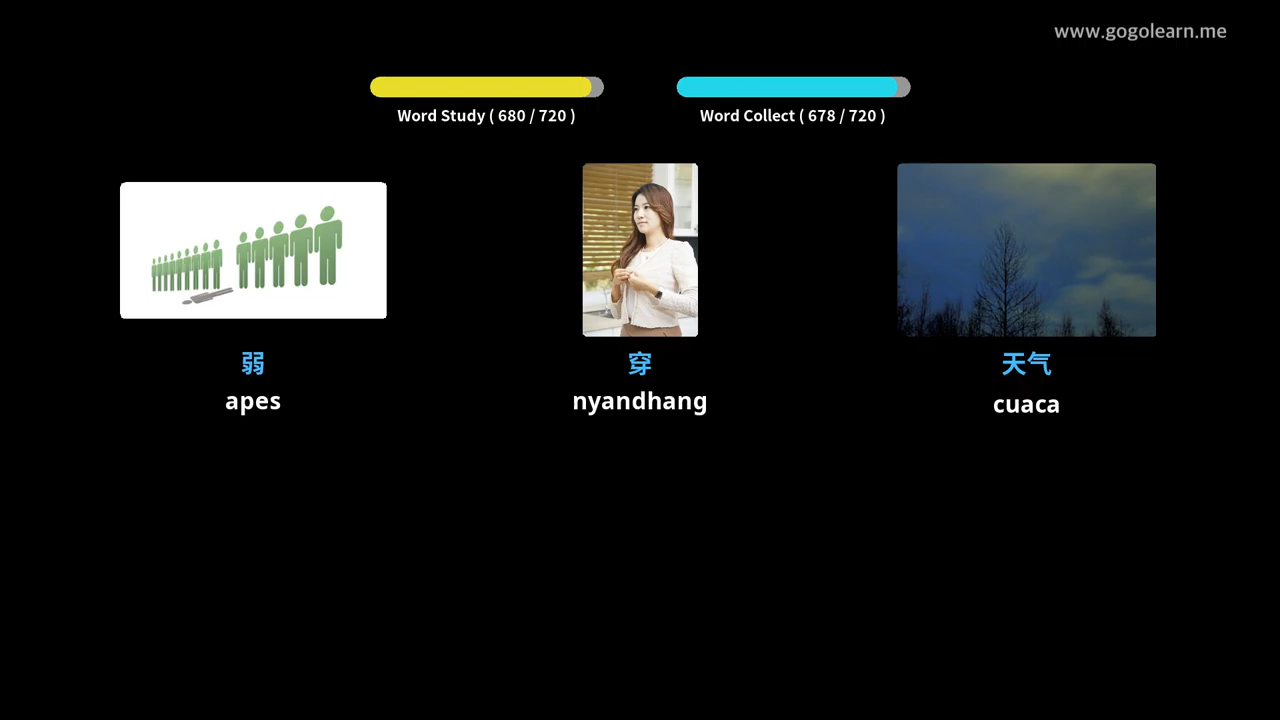 www.gogolearn.me
Word Study ( 680 / 720 )
Word Collect ( 678 / 720 )
弱
apes
穿
nyandhang
天气
cuaca